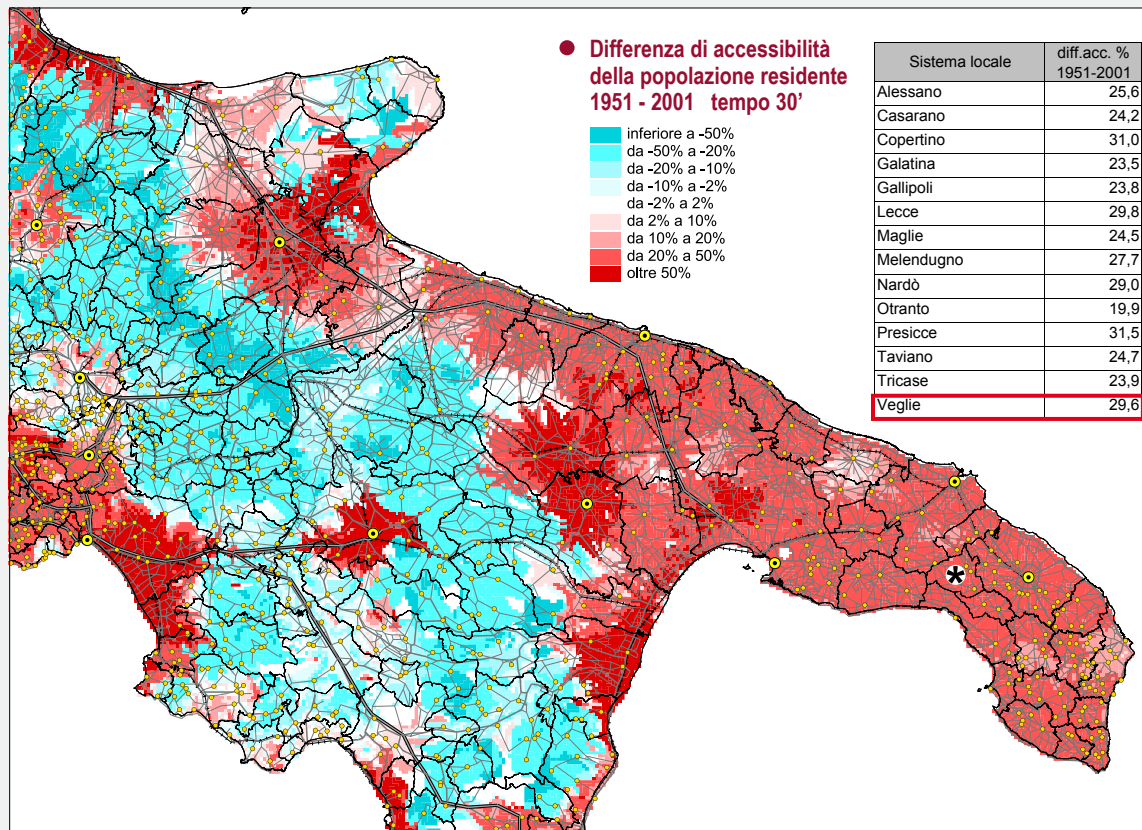 Differenza di accessibilità
della popolazione residente
1951 - 2001 tempo 30'
inferiore a -50%
da -50% a -20%
da -20% a -10%
da -10% a -2%
da -2% a 2%
da 2% a 10%
da 10% a 20%
da 20% a 50%
oltre 50%
Sistema locale diff.acc. %
1951-2001
Alessano 25,6
Casarano 24,2
Copertino 31,0
Galatina 23,5
Gallipoli 23,8
Lecce 29,8
Maglie 24,5
Melendugno 27,7
Nardò 29,0
Otranto 19,9
Presicce 31,5
Taviano 24,7
Tricase 23,9
Veglie 29,6